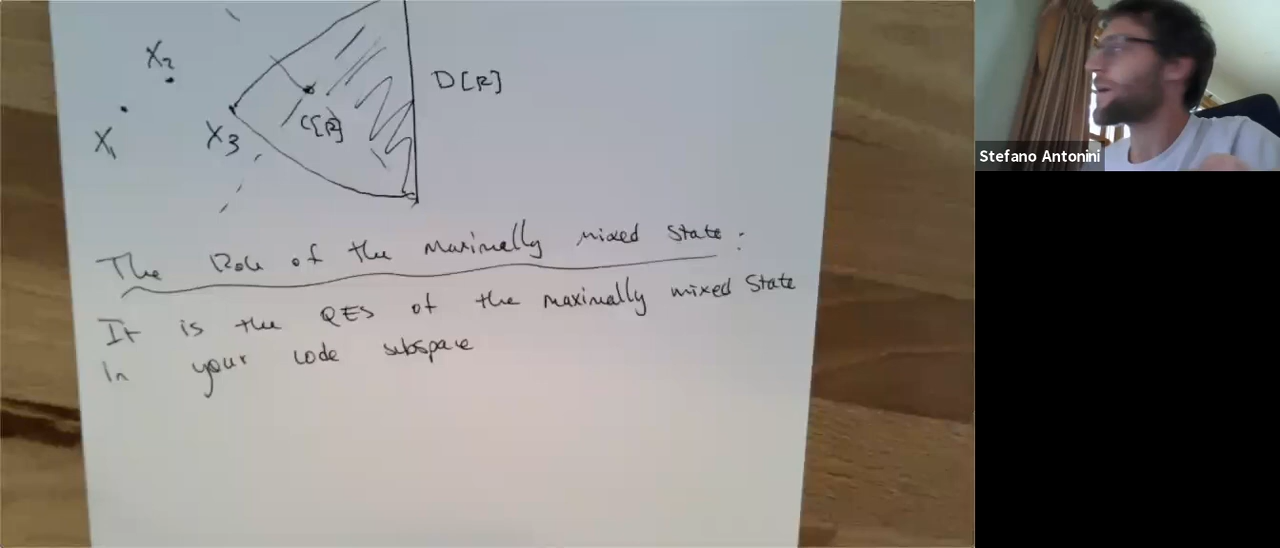 X₂
D[R]
C[R]
X₁
X₃
The Role of the maximally mixed state:
It is the QES of the maximally mixed state
in your code subspace
Stefano Antonini